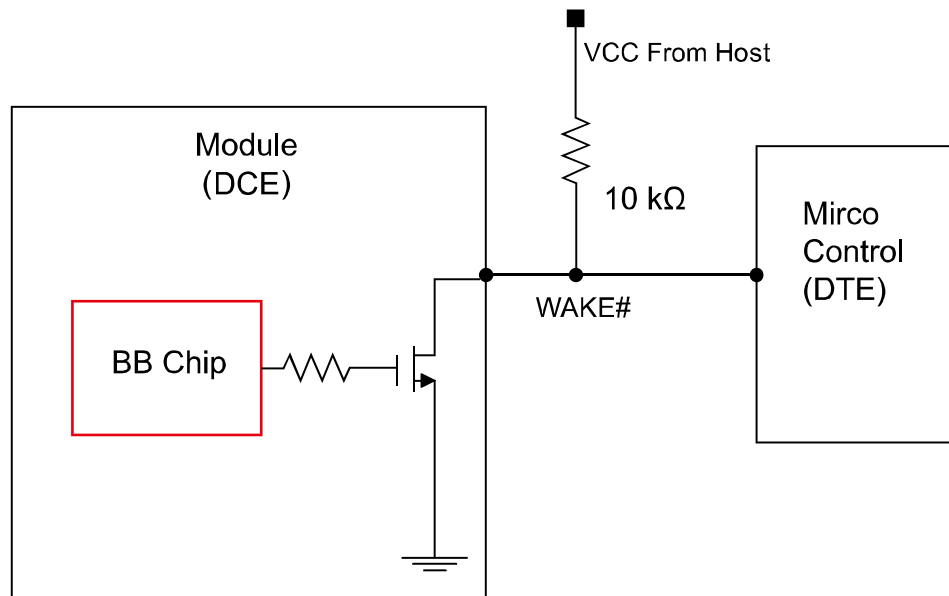 VCC From Host
Module
(DCE)
10 kΩ
Mirco
Control
(DTE)
WAKE#
BB Chip